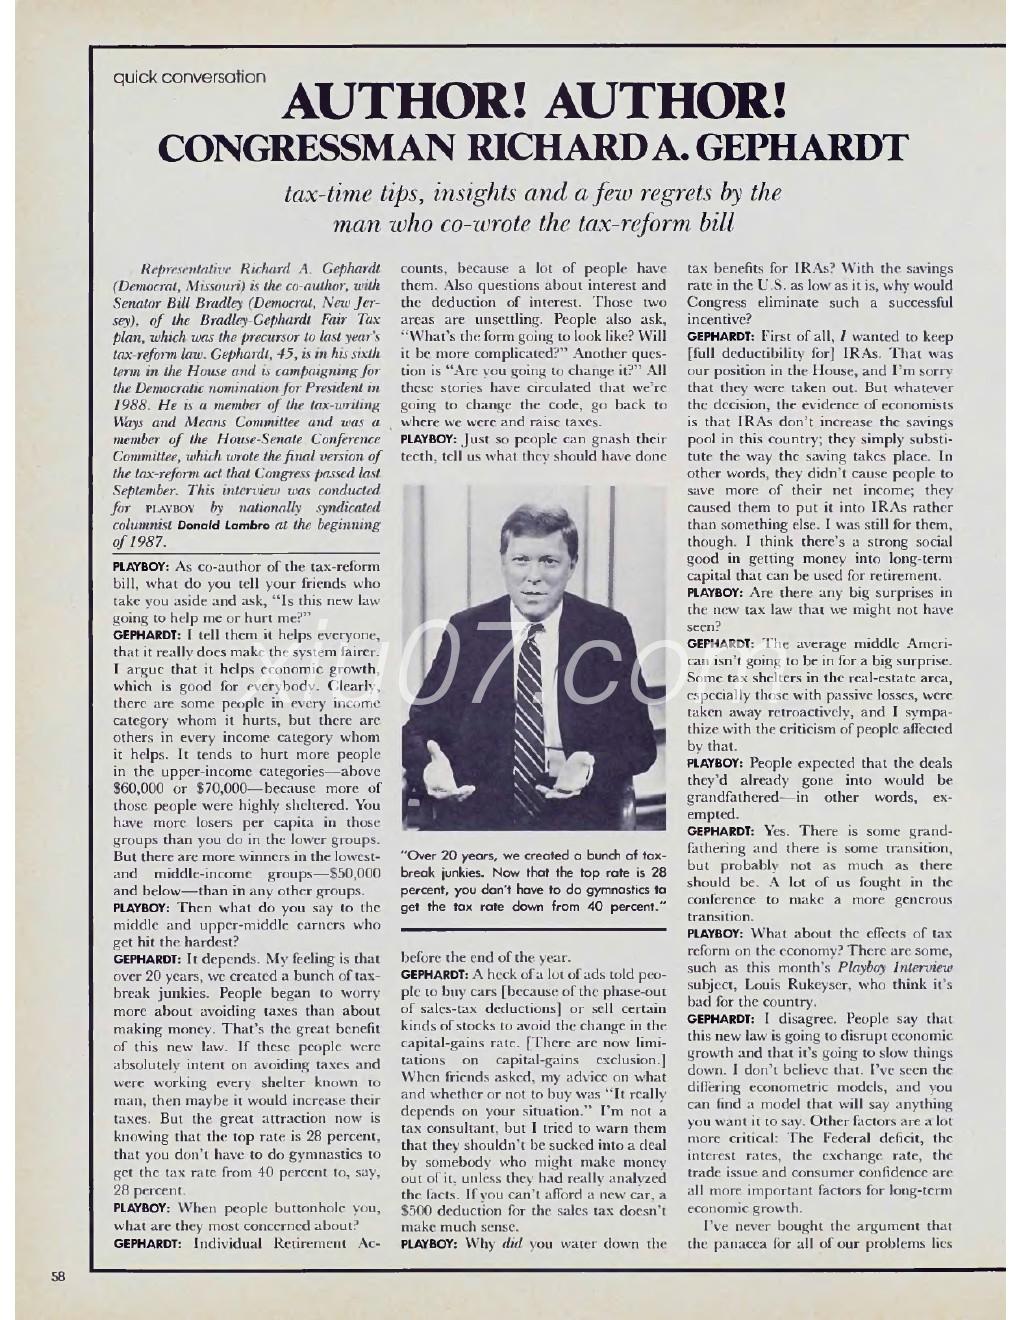 quick conversation
AUTHOR! AUTHOR!
CONGRESSMAN RICHARD A. GEPHARDT
tax-time tips, insights and a few regrets by the
man who co-wrote the tax-reform bill
Representative Richard A. Gephardt
(Democrat, Missouri) is the co-author, with
Senator Bill Bradley (Democrat, New Jer-
sey), of the Bradley-Gephardt Fair Tax
plan, which was the precursor to last year's
tax-reform law. Gephardt, 45, is in his sixth
term in the House and is campaigning for
the Democratic nomination for President in
1988. He is a member of the tax-writing
Ways and Means Committee and was a
member of the House-Senate Conference
Committee, which wrote the final version of
the tax-reform act that Congress passed last
September. This interview was conducted
for PLAYBOY by nationally syndicated
columnist Donald Lambro at the beginning
of 1987.
PLAYBOY: As co-author of the tax-reform
bill, what do you tell your friends who
take you aside and ask, "Is this new law
going to help me or hurt me?"
GEPHARDT: I tell them it helps everyone,
that it really does make the system fairer.
I argue that it helps economic growth,
which is good for everybody. Clearly,
there are some people in every income
category whom it hurts, but there are
others in every income category whom
it helps. It tends to hurt more people
in the upper-income categories—above
$60,000 or $70,000—because more of
those people were highly sheltered. You
have more losers per capita in those
groups than you do in the lower groups.
But there are more winners in the lowest-
and middle-income groups—$50,000
and below—than in any other groups.
PLAYBOY: Then what do you say to the
middle and upper-middle earners who
get hit the hardest?
GEPHARDT: It depends. My feeling is that
over 20 years, we created a bunch of tax-
break junkies. People began to worry
more about avoiding taxes than about
making money. That's the great benefit
of this new law. If these people were
absolutely intent on avoiding taxes and
were working every shelter known to
man, then maybe it would increase their
taxes. But the great attraction now is
knowing that the top rate is 28 percent,
that you don't have to do gymnastics to
get the tax rate from 40 percent to, say,
28 percent.
PLAYBOY: When people buttonhole you,
what are they most concerned about?
GEPHARDT: Individual Retirement Ac-
counts, because a lot of people have
them. Also questions about interest and
the deduction of interest. Those two
areas are unsettling. People also ask,
"What's the form going to look like? Will
it be more complicated?" Another ques-
tion is "Are you going to change it?" All
these stories have circulated that we're
going to change the code, go back to
where we were and raise taxes.
PLAYBOY: Just so people can gnash their
teeth, tell us what they should have done
"Over 20 years, we created a bunch of tax-
break junkies. Now that the top rate is 28
percent, you don't have to do gymnastics to
get the tax rate down from 40 percent."
before the end of the year.
GEPHARDT: A heck of a lot of ads told peo-
ple to buy cars [because of the phase-out
of sales-tax deductions] or sell certain
kinds of stocks to avoid the change in the
capital-gains rate. [There are now limi-
tations on capital-gains exclusion.]
When friends asked, my advice on what
and whether or not to buy was "It really
depends on your situation." I'm not a
tax consultant, but I tried to warn them
that they shouldn't be sucked into a deal
by somebody who might make money
out of it, unless they had really analyzed
the facts. If you can't afford a new car, a
$500 deduction for the sales tax doesn't
make much sense.
PLAYBOY: Why did you water down the
tax benefits for IRAs? With the savings
rate in the U.S. as low as it is, why would
Congress eliminate such a successful
incentive?
GEPHARDT: First of all, I wanted to keep
[full deductibility for] IRAs. That was
our position in the House, and I'm sorry
that they were taken out. But whatever
the decision, the evidence of economists
is that IRAs don't increase the savings
pool in this country; they simply substi-
tute the way the saving takes place. In
other words, they didn't cause people to
save more of their net income; they
caused them to put it into IRAs rather
than something else. I was still for them,
though. I think there's a strong social
good in getting money into long-term
capital that can be used for retirement.
PLAYBOY: Are there any big surprises in
the new tax law that we might not have
seen?
GEPHARDT: The average middle Ameri-
can isn't going to be in for a big surprise.
Some tax shelters in the real-estate area,
especially those with passive losses, were
taken away retroactively, and I sympa-
thize with the criticism of people affected
by that.
PLAYBOY: People expected that the deals
they'd already gone into would be
grandfathered—in other words, ex-
empted.
GEPHARDT: Yes. There is some grand-
fathering and there is some transition,
but probably not as much as there
should be. A lot of us fought in the
conference to make a more generous
transition.
PLAYBOY: What about the effects of tax
reform on the economy? There are some,
such as this month's Playboy Interview
subject, Louis Rukeyser, who think it's
bad for the country.
GEPHARDT: I disagree. People say that
this new law is going to disrupt economic
growth and that it's going to slow things
down. I don't believe that. I've seen the
differing econometric models, and you
can find a model that will say anything
you want it to say. Other factors are a lot
more critical: The Federal deficit, the
interest rates, the exchange rate, the
trade issue and consumer confidence are
all more important factors for long-term
economic growth.
I've never bought the argument that
the panacea for all of our problems lies
58